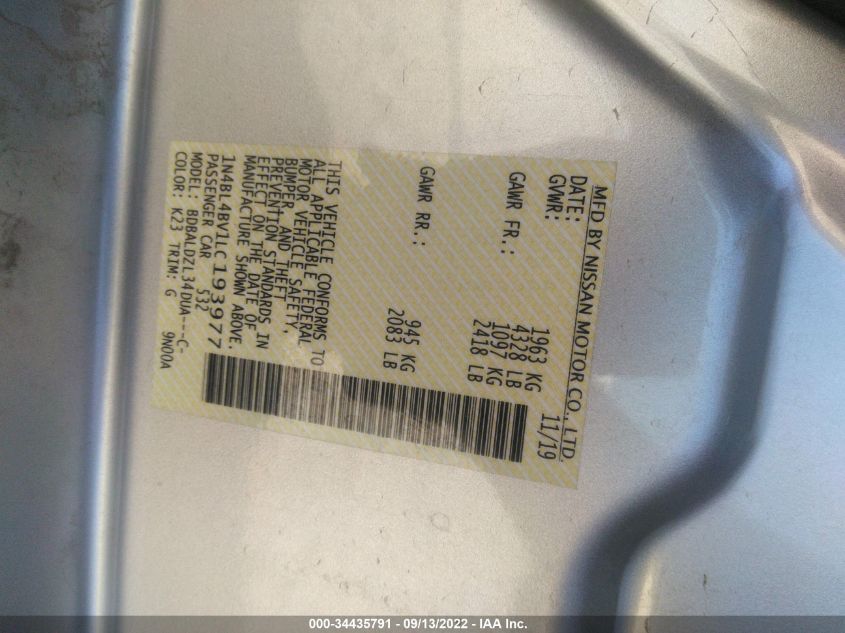 MFD BY NISSAN MOTOR CO., LTD.
DATE: 11/19
GVWR: 1963 KG
4328 LB
GAWR FR.: 1097 KG
2418 LB
GAWR RR.: 945 KG
2083 LB
THIS VEHICLE CONFORMS TO
ALL APPLICABLE FEDERAL
MOTOR VEHICLE SAFETY,
BUMPER, AND THEFT
PREVENTION STANDARDS IN
EFFECT ON THE DATE OF
MANUFACTURE SHOWN ABOVE.
1N4BL4BV1LC193977
PASSENGER CAR 532
MODEL: BDBALDZL34DUA---C-
COLOR: K23 TRIM: G 9N00A
000-34435791 - 09/13/2022 - IAA Inc.